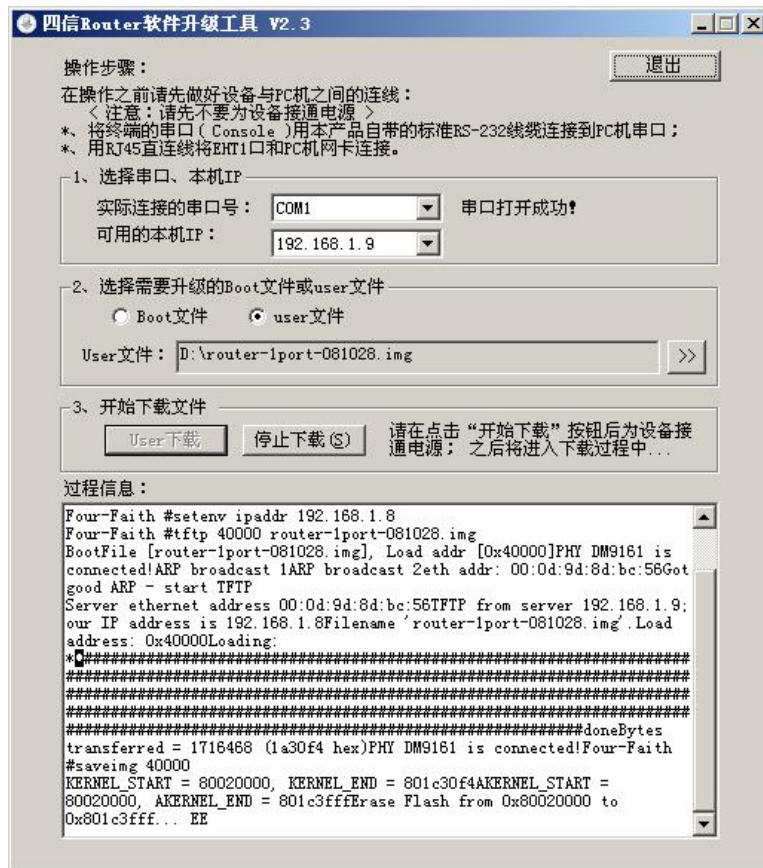 四信Router软件升级工具 V2.3
操作步骤：
退出
在操作之前请先做好设备与PC机之间的连线：
〈 注意：请先不要为设备接通电源 〉
*、将终端的串口(Console)用本产品自带的标准RS-232线缆连接到PC机串口；
*、用RJ45直连线将EHT1口和PC机网卡连接。
1、选择串口、本机IP
实际连接的串口号：
COM1
串口打开成功!
可用的本机IP：
192.168.1.9
2、选择需要升级的Boot文件或user文件
Boot文件
user文件
User文件：
D:\router-1port-081028.img
>>
3、开始下载文件
User下载
停止下载(S)
请在点击“开始下载”按钮后为设备接
通电源； 之后将进入下载过程中...
过程信息：
Four-Faith #setenv ipaddr 192.168.1.8
Four-Faith #tftp 40000 router-1port-081028.img
BootFile [router-1port-081028.img], Load addr [0x40000]PHY DM9161 is
connected!ARP broadcast 1ARP broadcast 2eth addr: 00:0d:9d:8d:bc:56Got
good ARP - start TFTP
Server ethernet address 00:0d:9d:8d:bc:56TFTP from server 192.168.1.9;
our IP address is 192.168.1.8Filename 'router-1port-081028.img'.Load
address: 0x40000Loading:
*◘####################################################################
######################################################################
######################################################################
######################################################################
##########################################################doneBytes
transferred = 1716468 (1a30f4 hex)PHY DM9161 is connected!Four-Faith
#saveimg 40000
KERNEL_START = 80020000, KERNEL_END = 801c30f4AKERNEL_START =
80020000, AKERNEL_END = 801c3fffErase Flash from 0x80020000 to
0x801c3fff... EE